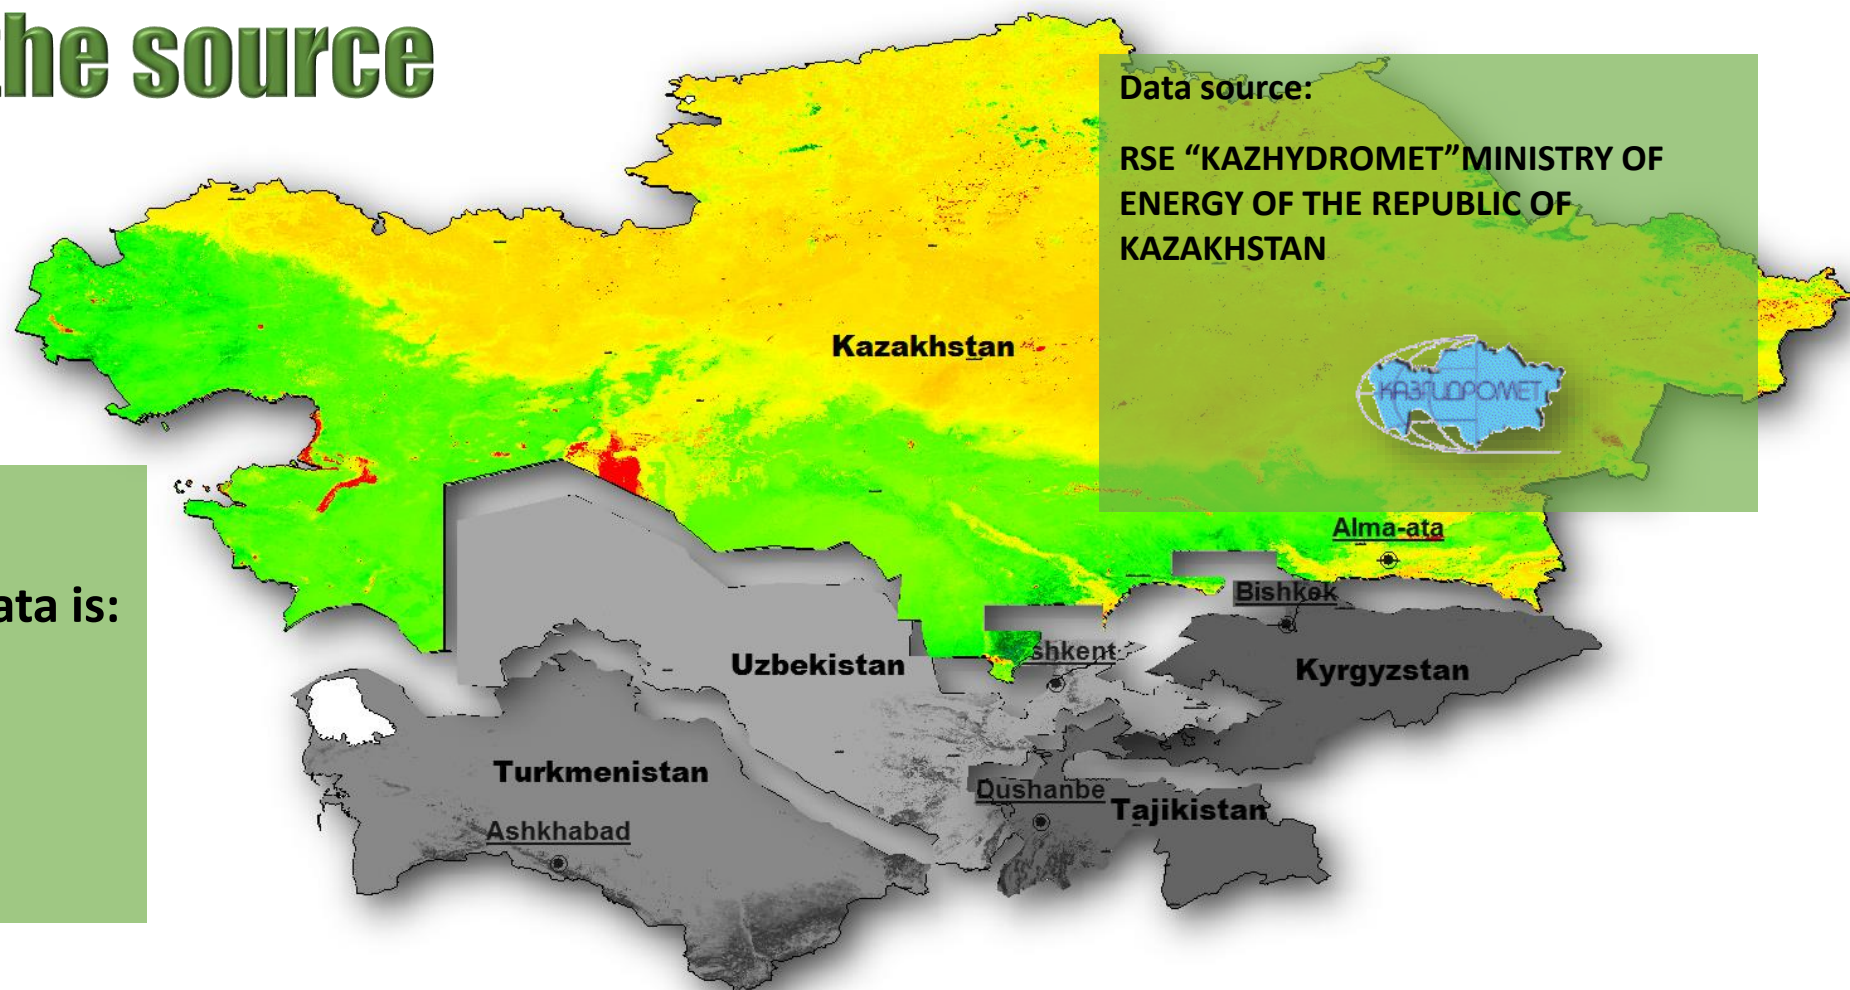 the source
Data source:
RSE “KAZHYDROMET”MINISTRY OF
ENERGY OF THE REPUBLIC OF
KAZAKHSTAN
Kazakhstan
КАЗГИДРОМЕТ
Alma-ata
ata is:
Bishkek
Uzbekistan
shkent
Kyrgyzstan
Turkmenistan
Dushanbe
Tajikistan
Ashkhabad